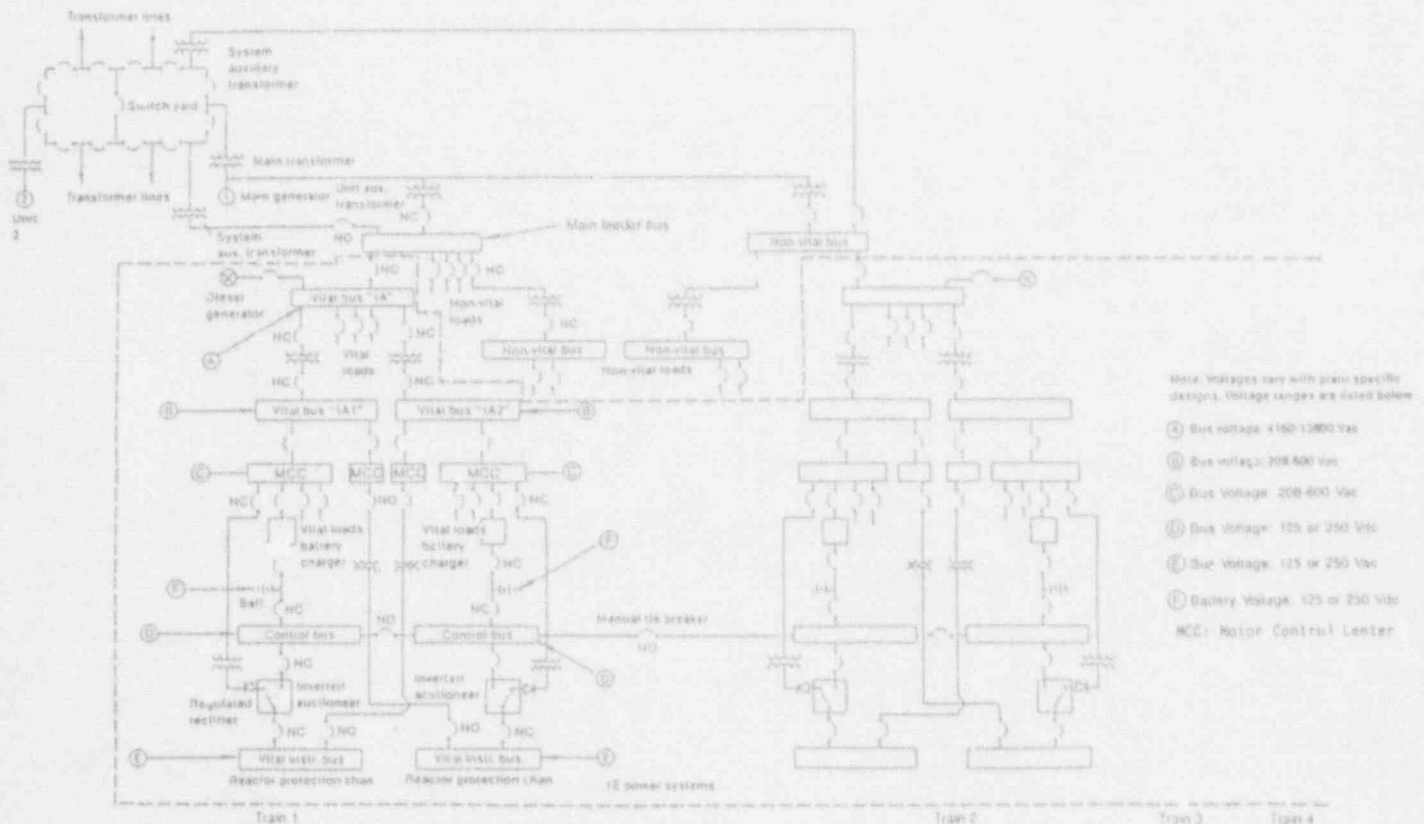 Transformer lines
System
auxiliary
transformer
Switch yard
Main transformer
Transformer lines
2
Unit
2
1 Main generator
Unit aux.
transformer
NC
Main feeder bus
System
aux. transformer
NO
Non-vital bus
NC
NC
Diesel
generator
Vital bus "1A"
Non-vital
loads
NC
NC
Vital
loads
NC
Non-vital bus
Non-vital bus
Non-vital loads
A
NC
NC
B
Vital bus "1A1"
Vital bus "1A2"
B
C
MCC
MCC
MCC
MCC
C
NC
NO
NC
Vital loads
battery
charger
Vital loads
battery
charger
F
NC
F
Batt
NC
NC
D
Control bus
NO
Control bus
Manual tie breaker
NO
D
NC
Regulated
rectifier
Inverter/
auctioneer
Inverter/
auctioneer
NC
NO
NO
NC
E
Vital Instr. bus
Vital Instr. bus
E
Reactor protection chan
Reactor protection chan
1E power systems
Train 1
Train 2
Train 3
Train 4
Note: Voltages vary with plant specific
designs. Voltage ranges are listed below
A Bus voltage: 4160-13800 Vac
B Bus voltage: 208-600 Vac
C Bus Voltage: 208-600 Vac
D Bus Voltage: 125 or 250 Vdc
E Bus Voltage: 125 or 250 Vac
F Battery Voltage: 125 or 250 Vdc
MCC: Motor Control Center